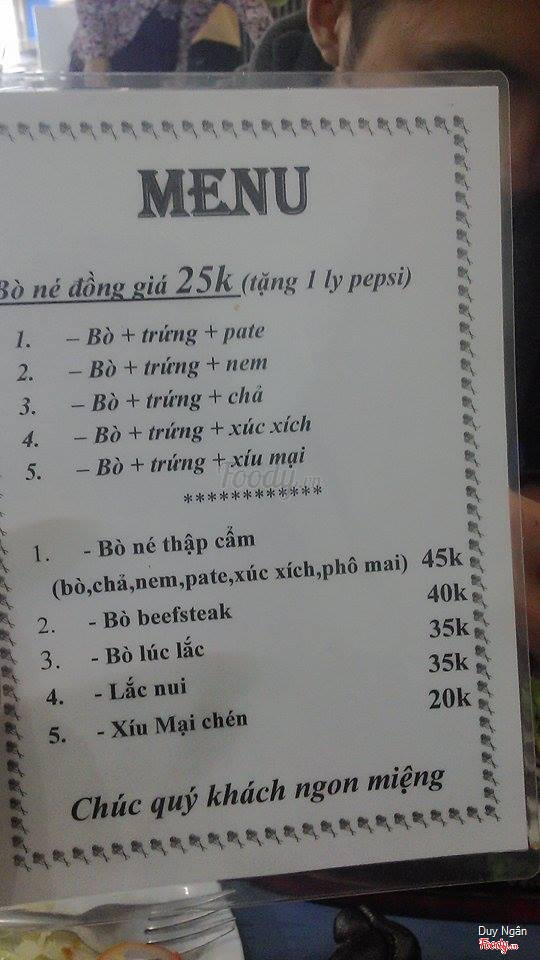 MENU
Bò né đồng giá 25k (tặng 1 ly pepsi)
1. – Bò + trứng + pate
2. – Bò + trứng + nem
3. – Bò + trứng + chả
4. – Bò + trứng + xúc xích
5. – Bò + trứng + xíu mại
Foody.vn
************
1. - Bò né thập cẩm
(bò,chả,nem,pate,xúc xích,phô mai) 45k
2. - Bò beefsteak 40k
3. - Bò lúc lắc 35k
4. - Lắc nui 35k
5. - Xíu Mại chén 20k
Chúc quý khách ngon miệng
Duy Ngân
Foody.vn